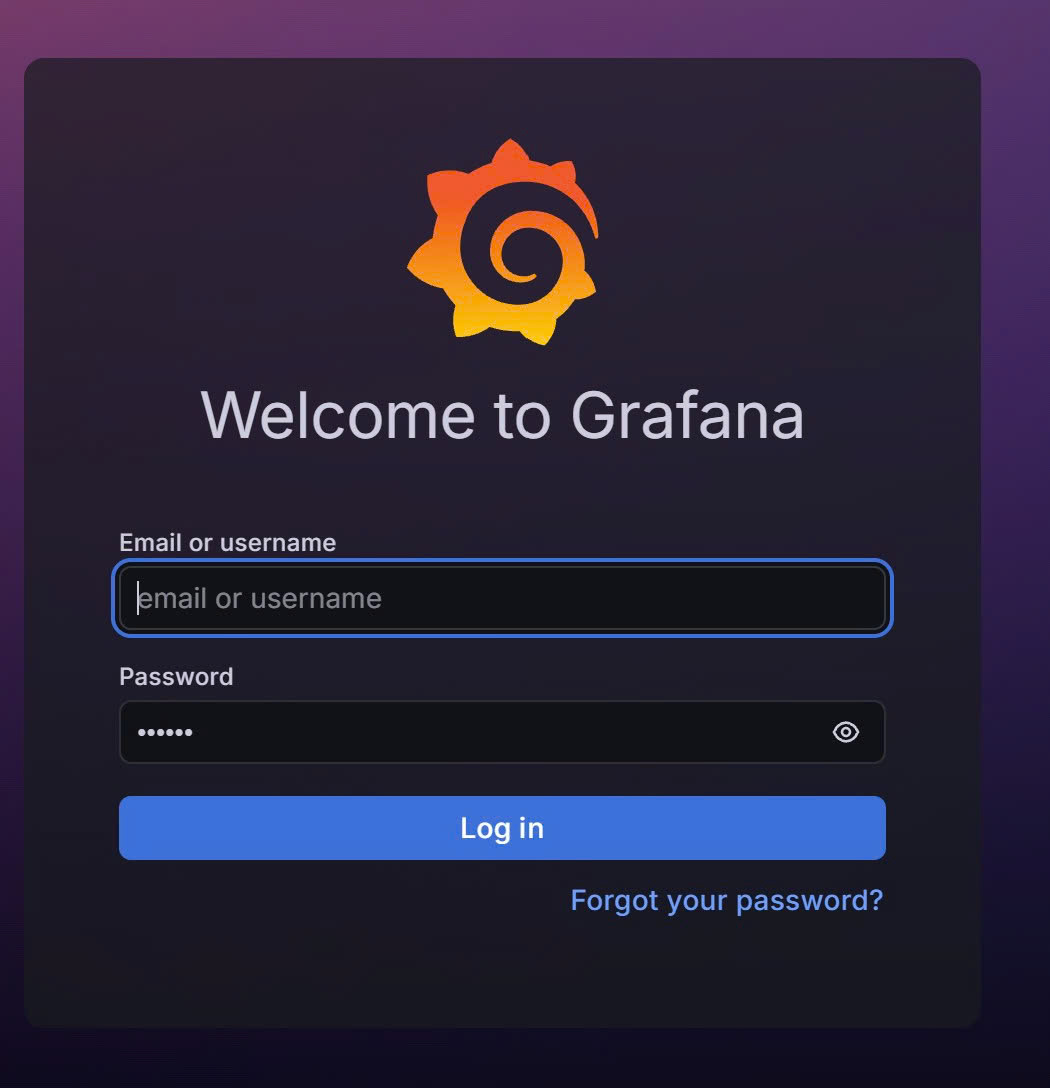 Welcome to Grafana
Email or username
email or username
Password
••••••
Log in
Forgot your password?